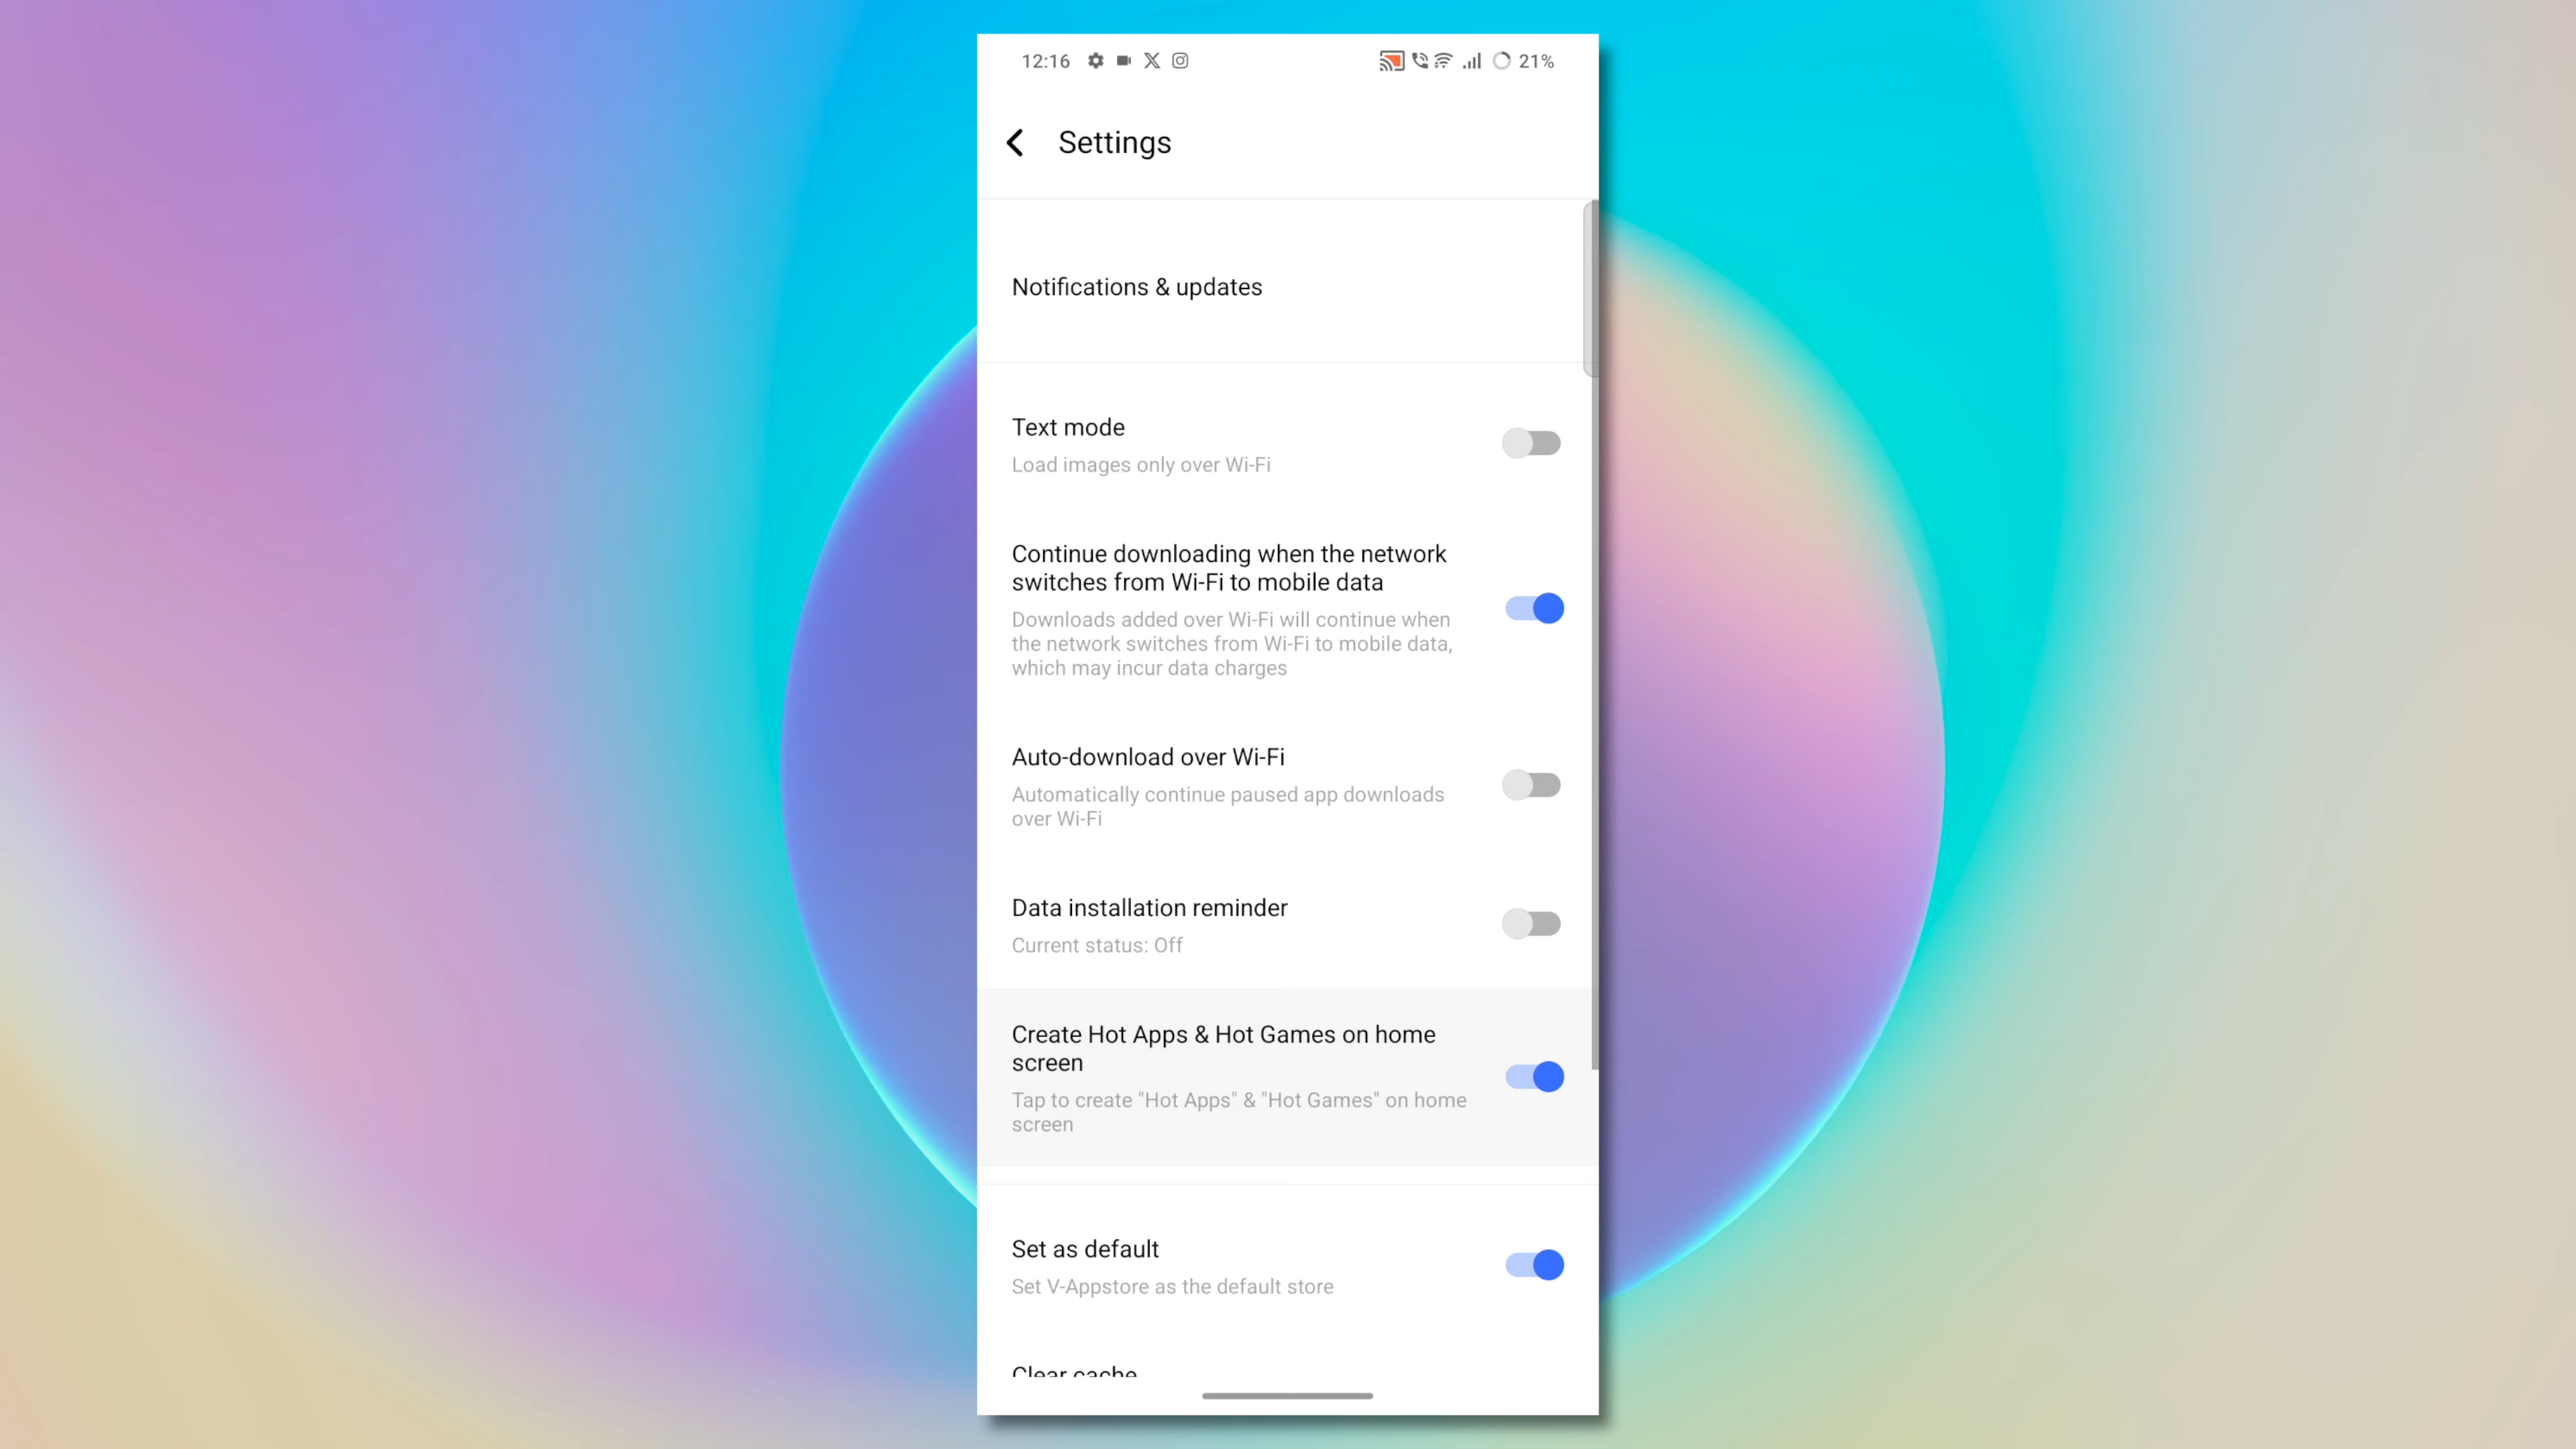 12:16
21%
Settings
Notifications & updates
Text mode
Load images only over Wi-Fi
Continue downloading when the network
switches from Wi-Fi to mobile data
Downloads added over Wi-Fi will continue when
the network switches from Wi-Fi to mobile data,
which may incur data charges
Auto-download over Wi-Fi
Automatically continue paused app downloads
over Wi-Fi
Data installation reminder
Current status: Off
Create Hot Apps & Hot Games on home
screen
Tap to create "Hot Apps" & "Hot Games" on home
screen
Set as default
Set V-Appstore as the default store
Clear cache